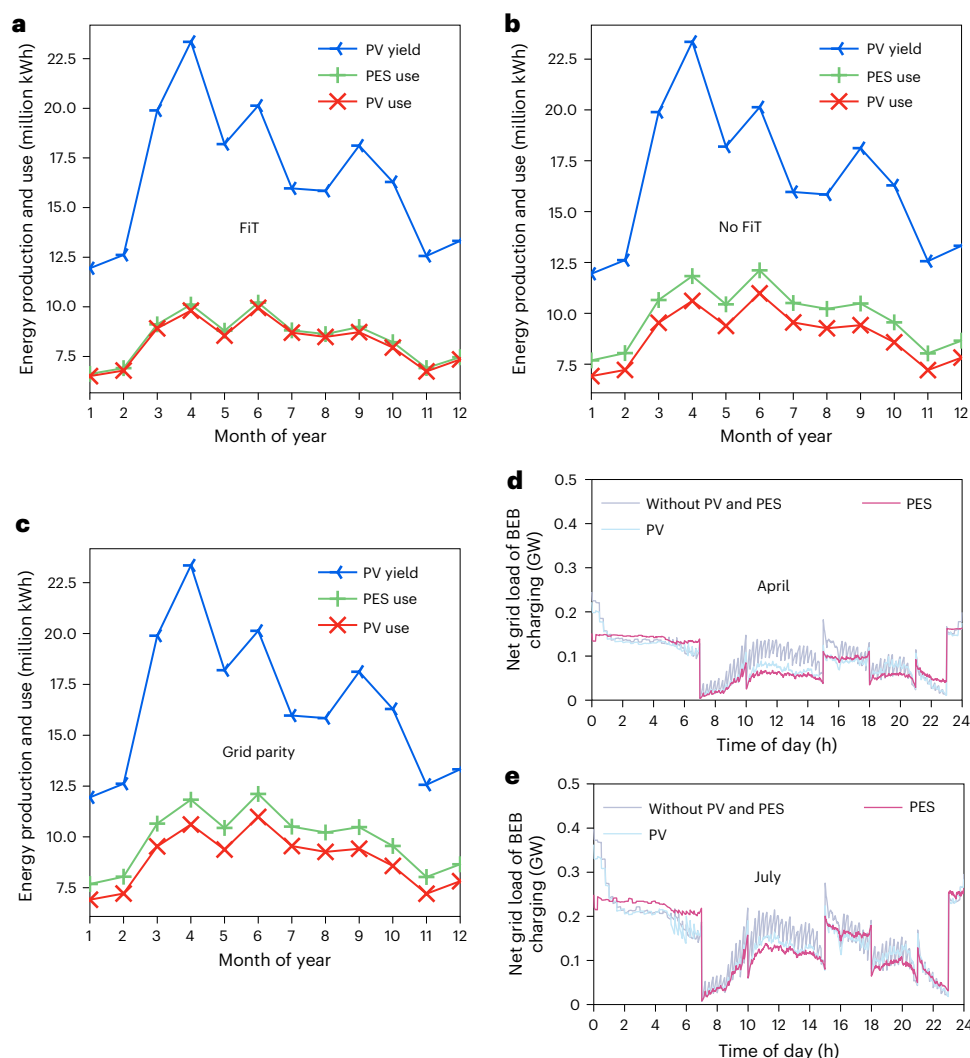 a
Energy production and use (million kWh)
22.5
20.0
17.5
15.0
12.5
10.0
7.5
PV yield
PES use
PV use
FiT
1 2 3 4 5 6 7 8 9 10 11 12
Month of year
b
Energy production and use (million kWh)
22.5
20.0
17.5
15.0
12.5
10.0
7.5
PV yield
PES use
PV use
No FiT
1 2 3 4 5 6 7 8 9 10 11 12
Month of year
c
Energy production and use (million kWh)
22.5
20.0
17.5
15.0
12.5
10.0
7.5
PV yield
PES use
PV use
Grid parity
1 2 3 4 5 6 7 8 9 10 11 12
Month of year
d
Net grid load of BEB
charging (GW)
0.5
0.4
0.3
0.2
0.1
0
Without PV and PES
PES
PV
April
0 2 4 6 8 10 12 14 16 18 20 22 24
Time of day (h)
e
Net grid load of BEB
charging (GW)
0.5
0.4
0.3
0.2
0.1
0
Without PV and PES
PES
PV
July
0 2 4 6 8 10 12 14 16 18 20 22 24
Time of day (h)